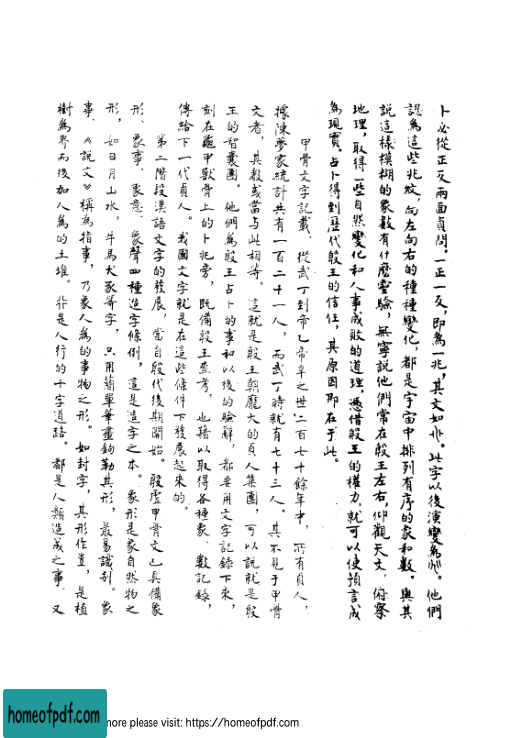 卜必從正反兩面貞問。一正一反,即為一兆,其文如 。此字以後演變為 。他們
認為這些兆紋,向左向右的種種變化,都是宇宙中排列有序的象和數。與其
說這樣模糊的象數有什麼靈驗,無寧說他們常在殷王左右,仰觀天文,俯察
地理,取得一些自然變化和人事成敗的道理。憑借殷王的權力,就可以使預言成
為現實。占卜得到歷代殷王的信任,其原因即在于此。
甲骨文字記載,從武丁到帝乙帝辛之世二百七十餘年中,所有貞人,
據陳夢家統計共有一百二十一人,而武丁時就有七十三人。其不見于甲骨
文者,其數或當与此相等。這就是殷王朝龐大的貞人集團,可以說就是殷
王的智囊團。他們為殷王占卜的事和以後的驗辭,都要用文字記錄下來,
刻在龜甲獸骨上的卜兆旁,既備殷王參考,也藉以取得各種象、數記錄,
傳給下一代貞人。我國文字就是在這些條件下發展起來的。
第二階段漢語文字的發展,當自殷代後期開始。殷虛甲骨文已具備象
形、象事、象意、象聲四種造字條例,這是造字之本。象形是象自然物之
形,如日月山水,牛馬犬豕等字,只用簡單筆畫鉤勒其形,最易識別。象
事,《說文》稱為指事,乃象人為的事物之形。如封字,其形作 ,是植
樹為界而後加人為的土堆。 是人行的十字道路。都是人類造成之事。又
homeofpdf.com
more please visit: https://homeofpdf.com